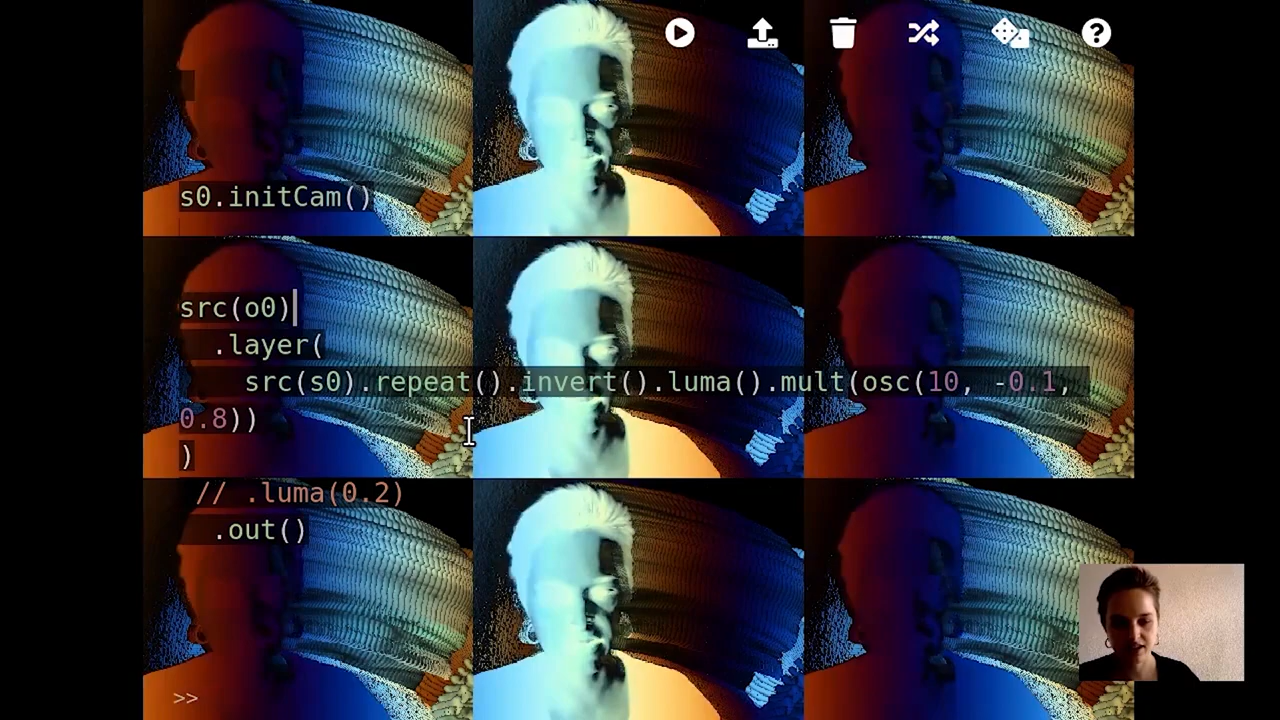 s0.initCam()
src(o0)
.layer(
src(s0).repeat().invert().luma().mult(osc(10, -0.1,
0.8))
)
// .luma(0.2)
.out()
>>